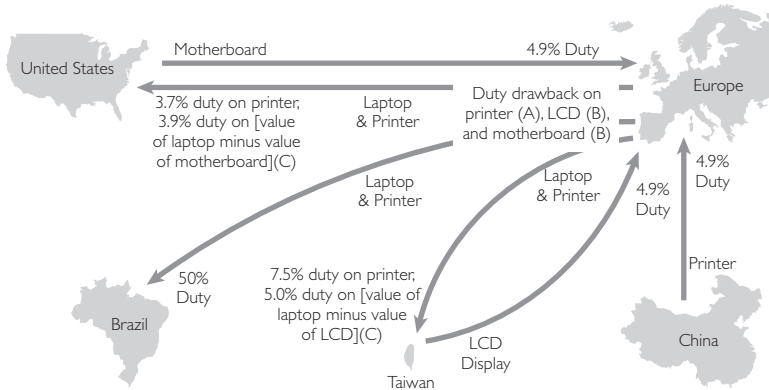 Motherboard
4.9% Duty
United States
Europe
3.7% duty on printer,
3.9% duty on [value
of laptop minus value
of motherboard](C)
Laptop
& Printer
Duty drawback on
printer (A), LCD (B),
and motherboard (B)
Laptop
& Printer
Laptop
& Printer
4.9%
Duty
4.9%
Duty
50%
Duty
7.5% duty on printer,
5.0% duty on [value of
laptop minus value
of LCD](C)
Printer
Brazil
LCD
Display
China
Taiwan